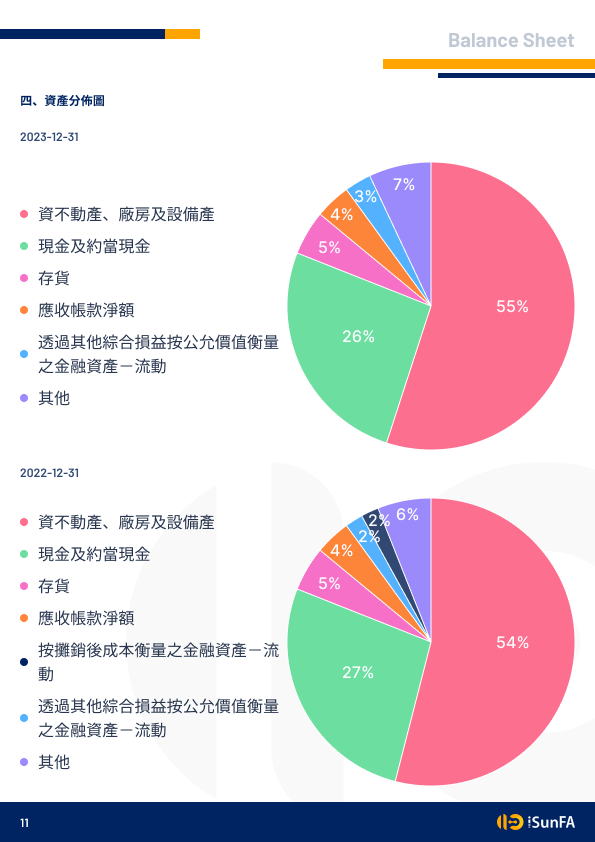 Balance Sheet
四、資產分佈圖
2023-12-31
資不動產、廠房及設備產
現金及約當現金
存貨
應收帳款淨額
透過其他綜合損益按公允價值衡量
之金融資產－流動
其他
7%
3%
4%
5%
26%
55%
2022-12-31
資不動產、廠房及設備產
現金及約當現金
存貨
應收帳款淨額
按攤銷後成本衡量之金融資產－流
動
透過其他綜合損益按公允價值衡量
之金融資產－流動
其他
6%
2%
2%
4%
5%
27%
54%
11
iSunFA